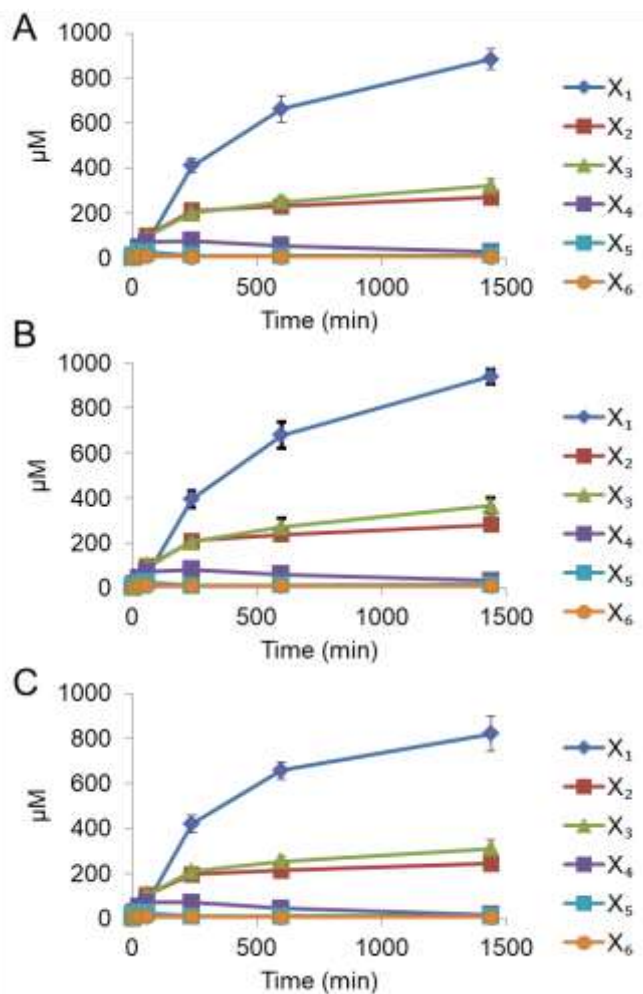 A
1000
800
600
400
200
0
µM
0 500 1000 1500
Time (min)
X₁
X₂
X₃
X₄
X₅
X₆
B
1000
800
600
400
200
0
µM
0 500 1000 1500
Time (min)
X₁
X₂
X₃
X₄
X₅
X₆
C
1000
800
600
400
200
0
µM
0 500 1000 1500
Time (min)
X₁
X₂
X₃
X₄
X₅
X₆